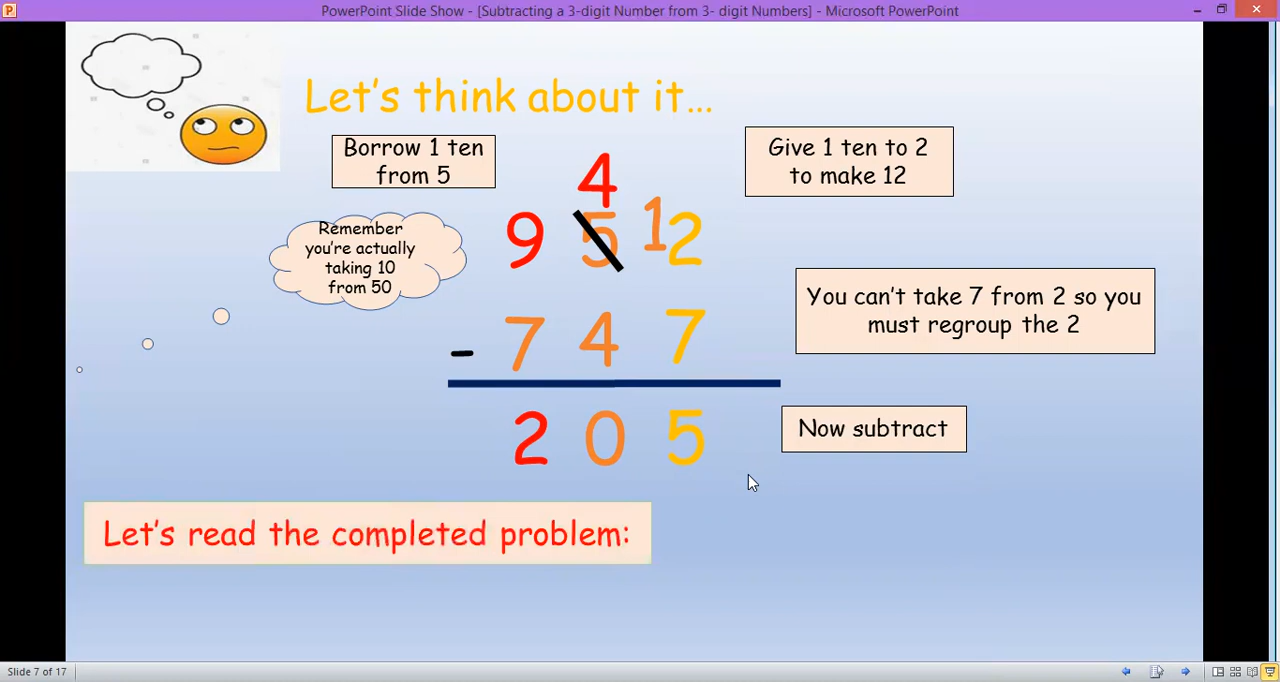 PowerPoint Slide Show - [Subtracting a 3-digit Number from 3- digit Numbers] - Microsoft PowerPoint
Let's think about it...
Borrow 1 ten
from 5
Give 1 ten to 2
to make 12
4
9 5 12
Remember
you're actually
taking 10
from 50
You can't take 7 from 2 so you
must regroup the 2
- 7 4 7
2 0 5
Now subtract
Let's read the completed problem:
Slide 7 of 17